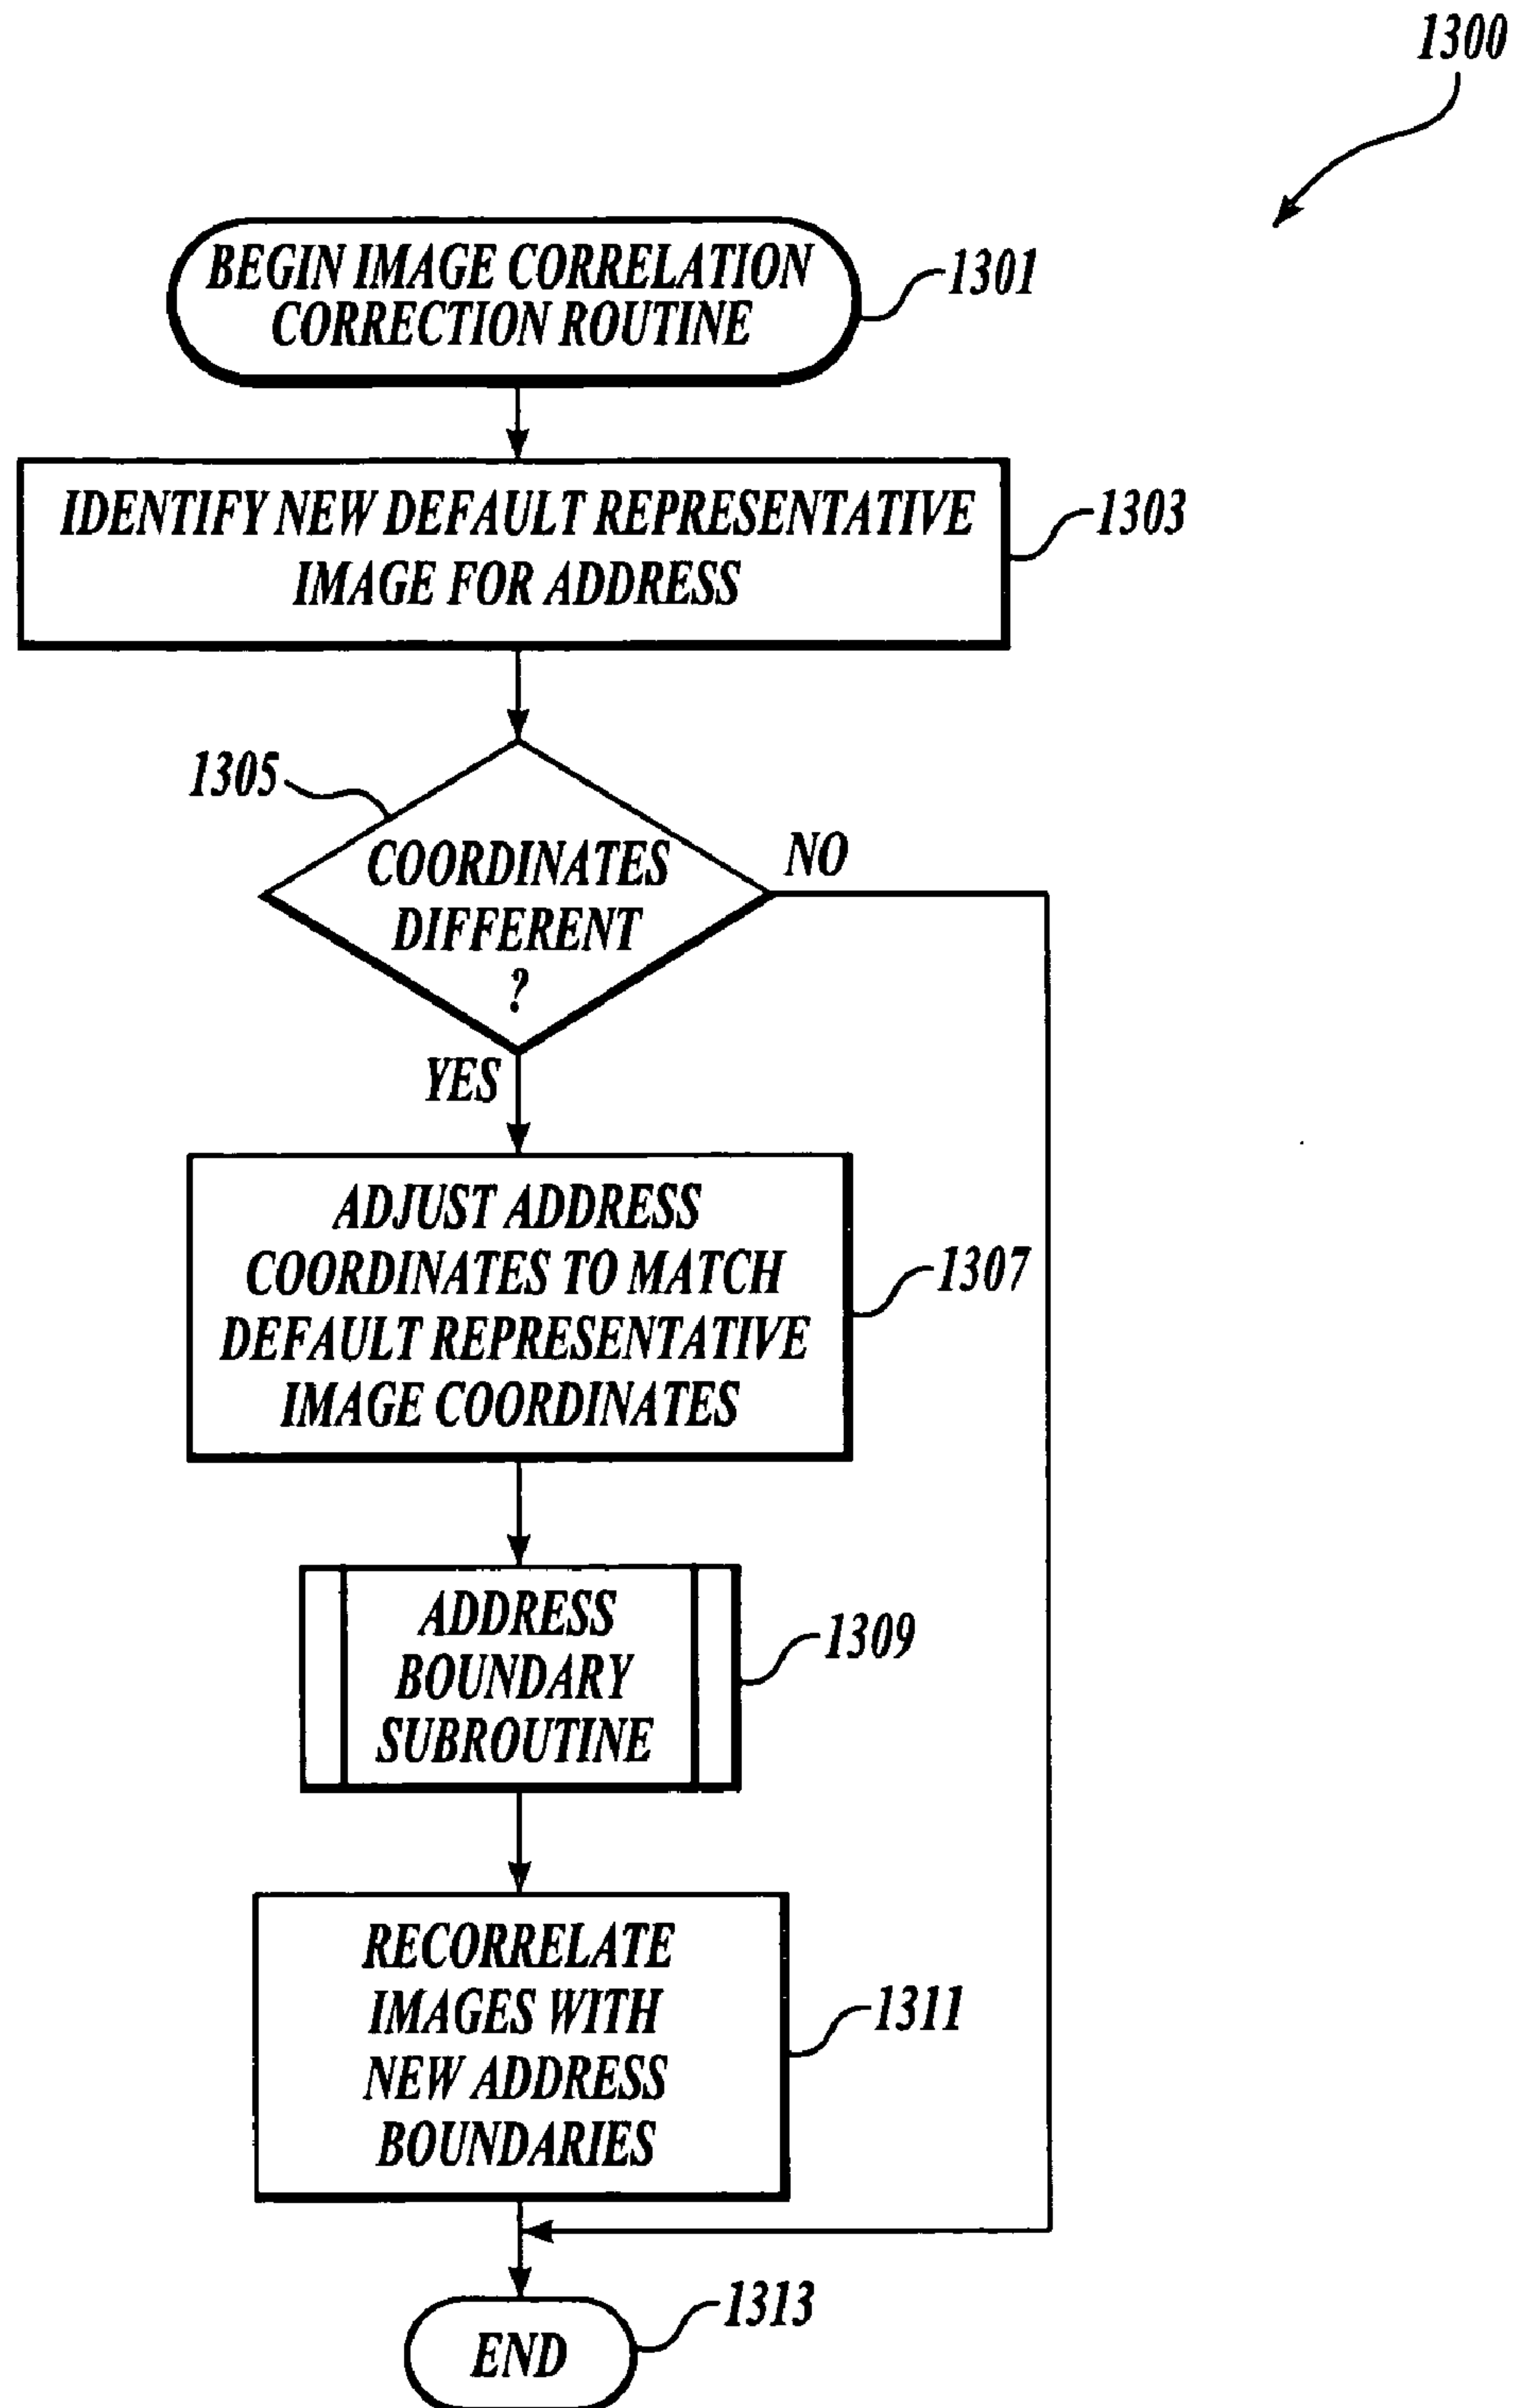 1300
BEGIN IMAGE CORRELATION
CORRECTION ROUTINE
1301
IDENTIFY NEW DEFAULT REPRESENTATIVE
IMAGE FOR ADDRESS
1303
1305
COORDINATES
DIFFERENT
?
NO
YES
ADJUST ADDRESS
COORDINATES TO MATCH
DEFAULT REPRESENTATIVE
IMAGE COORDINATES
1307
ADDRESS
BOUNDARY
SUBROUTINE
1309
RECORRELATE
IMAGES WITH
NEW ADDRESS
BOUNDARIES
1311
1313
END